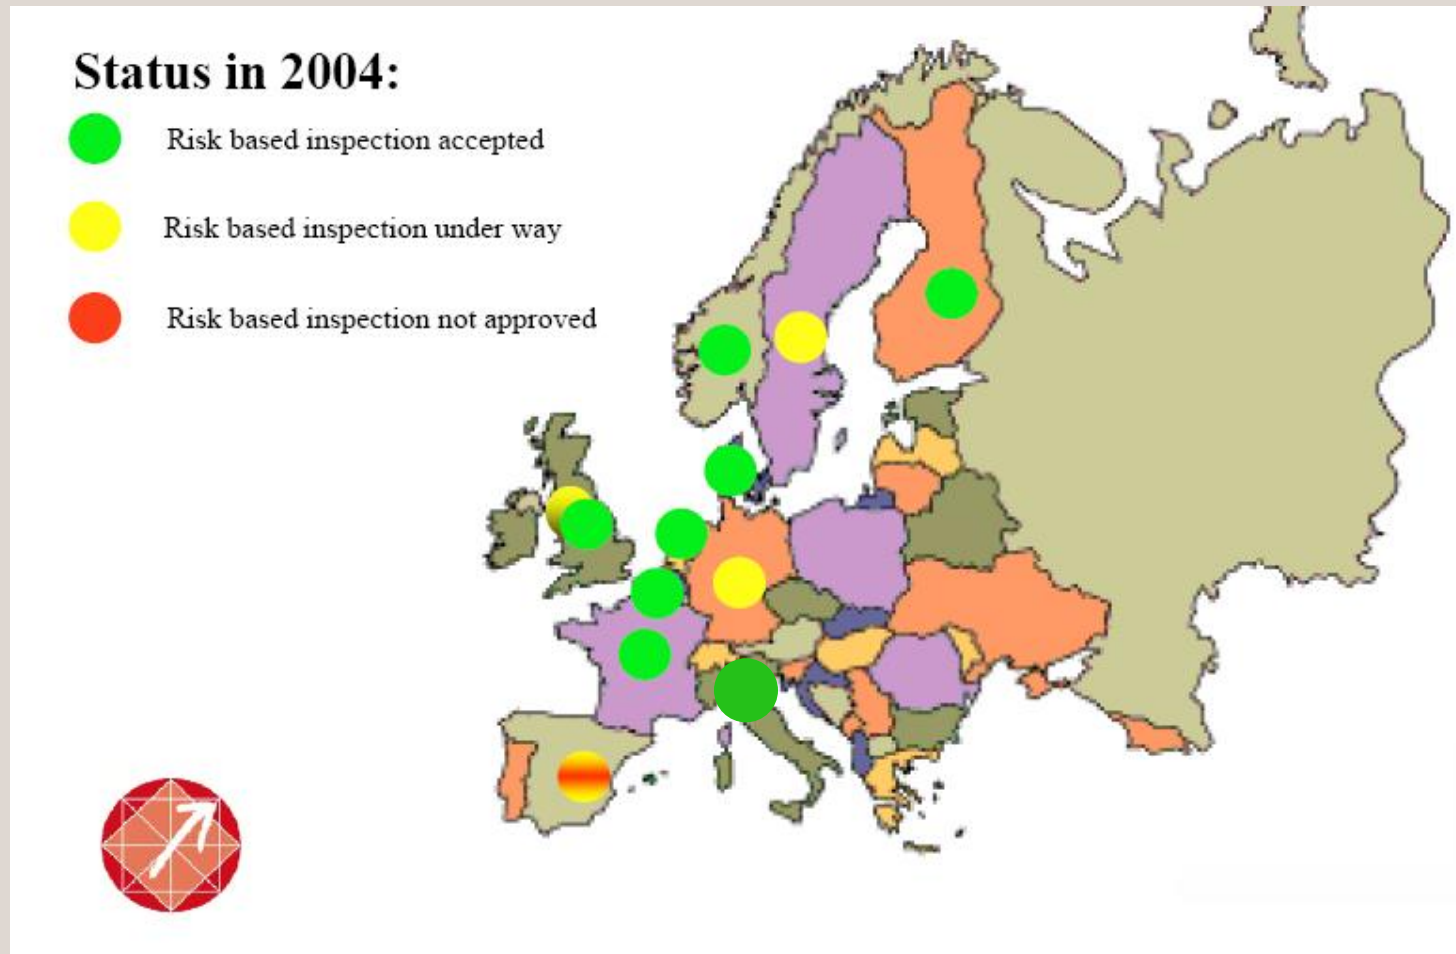 Status in 2004:
Risk based inspection accepted
Risk based inspection under way
Risk based inspection not approved